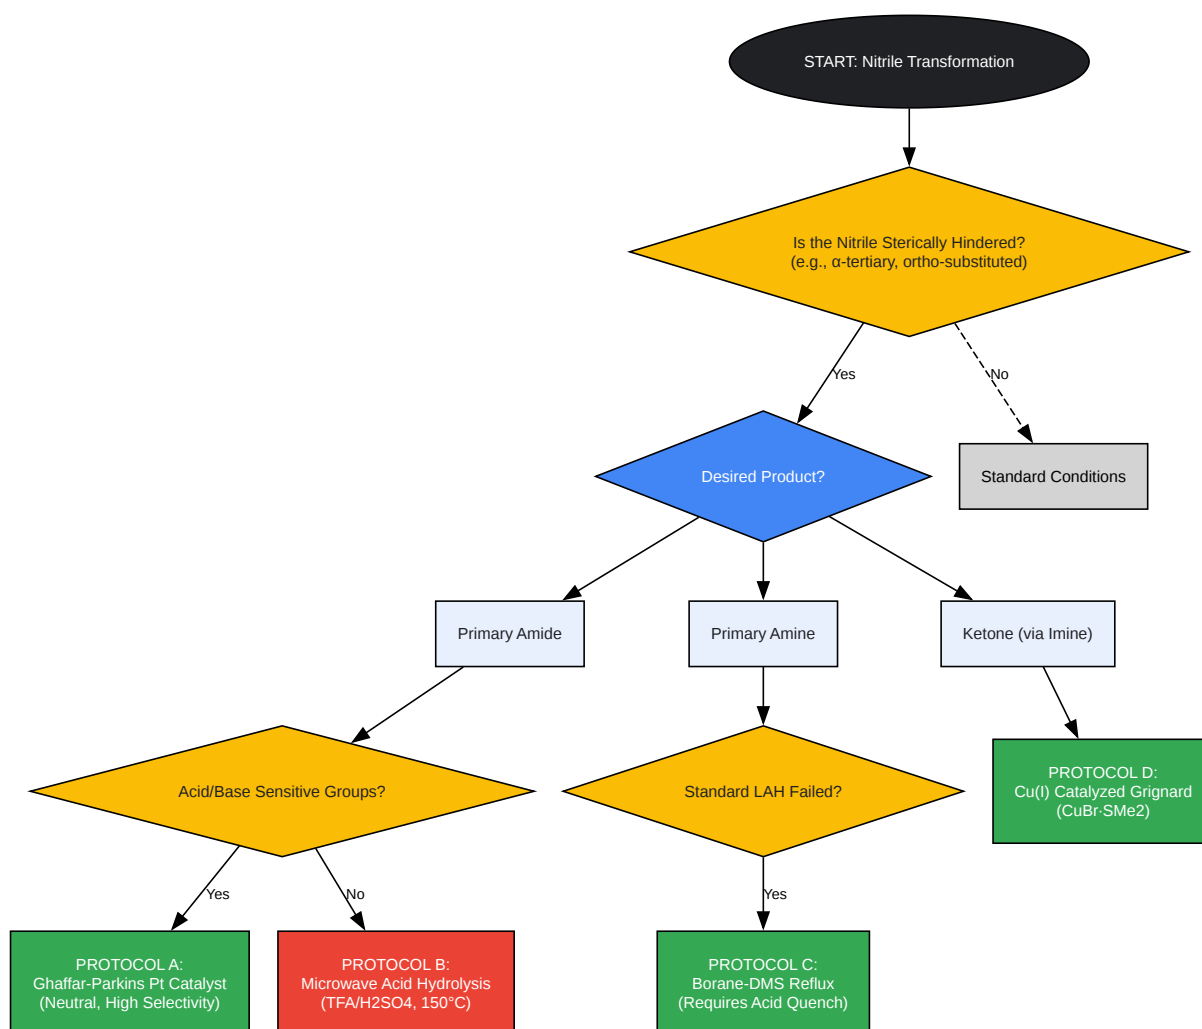 START: Nitrile Transformation
Is the Nitrile Sterically Hindered?
(e.g., α-tertiary, ortho-substituted)
Yes
No
Desired Product?
Standard Conditions
Primary Amide
Primary Amine
Ketone (via Imine)
Acid/Base Sensitive Groups?
Standard LAH Failed?
PROTOCOL D:
Cu(I) Catalyzed Grignard
(CuBr·SMe2)
Yes
No
Yes
PROTOCOL A:
Ghaffar-Parkins Pt Catalyst
(Neutral, High Selectivity)
PROTOCOL B:
Microwave Acid Hydrolysis
(TFA/H2SO4, 150°C)
PROTOCOL C:
Borane-DMS Reflux
(Requires Acid Quench)